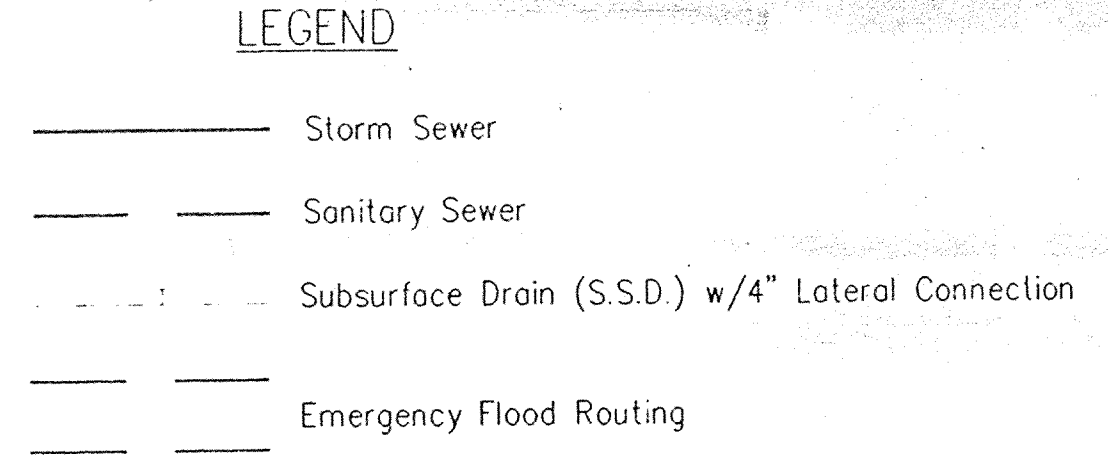 LEGEND
Storm Sewer
Sanitary Sewer
Subsurface Drain (S.S.D.) w/4" Lateral Connection
Emergency Flood Routing